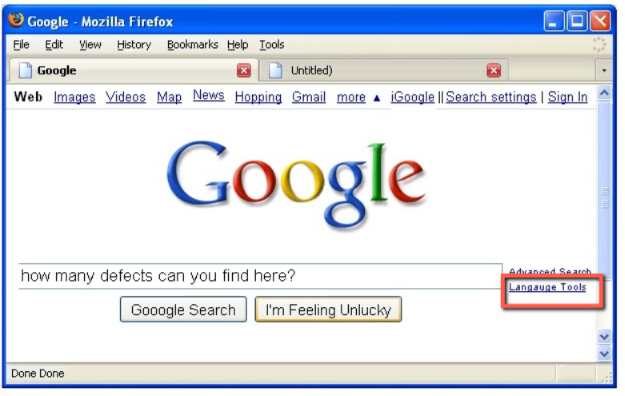 Google - Mozilla Firefox
File Edit View History Bookmarks Help Tools
Google Untitled)
Web Images Videos Map News Hopping Gmail more ▲ iGoogle || Search settings | Sign In
Google
how many defects can you find here?
Advanced Search
Langauge Tools
Gooogle Search I'm Feeling Unlucky
Done Done